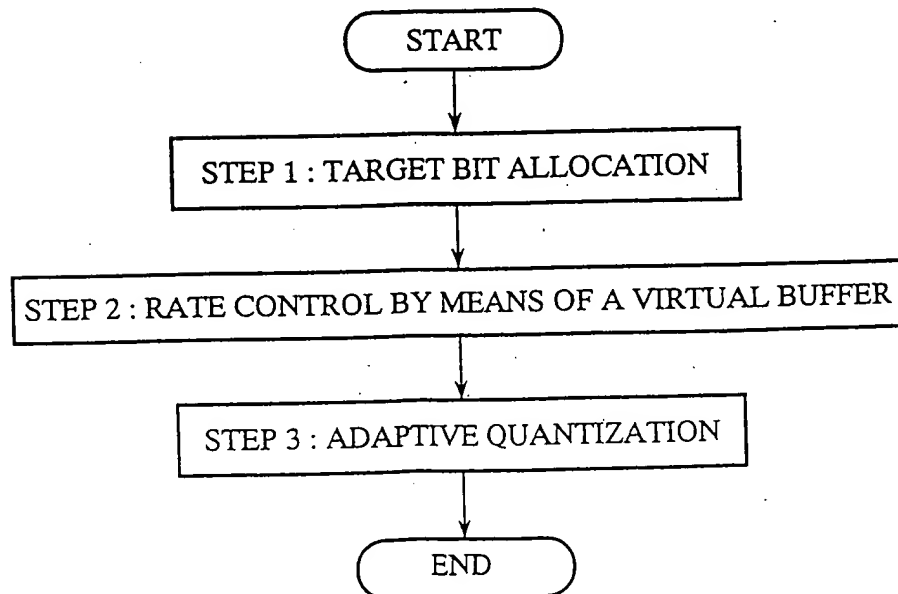 START
STEP 1 : TARGET BIT ALLOCATION
STEP 2 : RATE CONTROL BY MEANS OF A VIRTUAL BUFFER
STEP 3 : ADAPTIVE QUANTIZATION
END